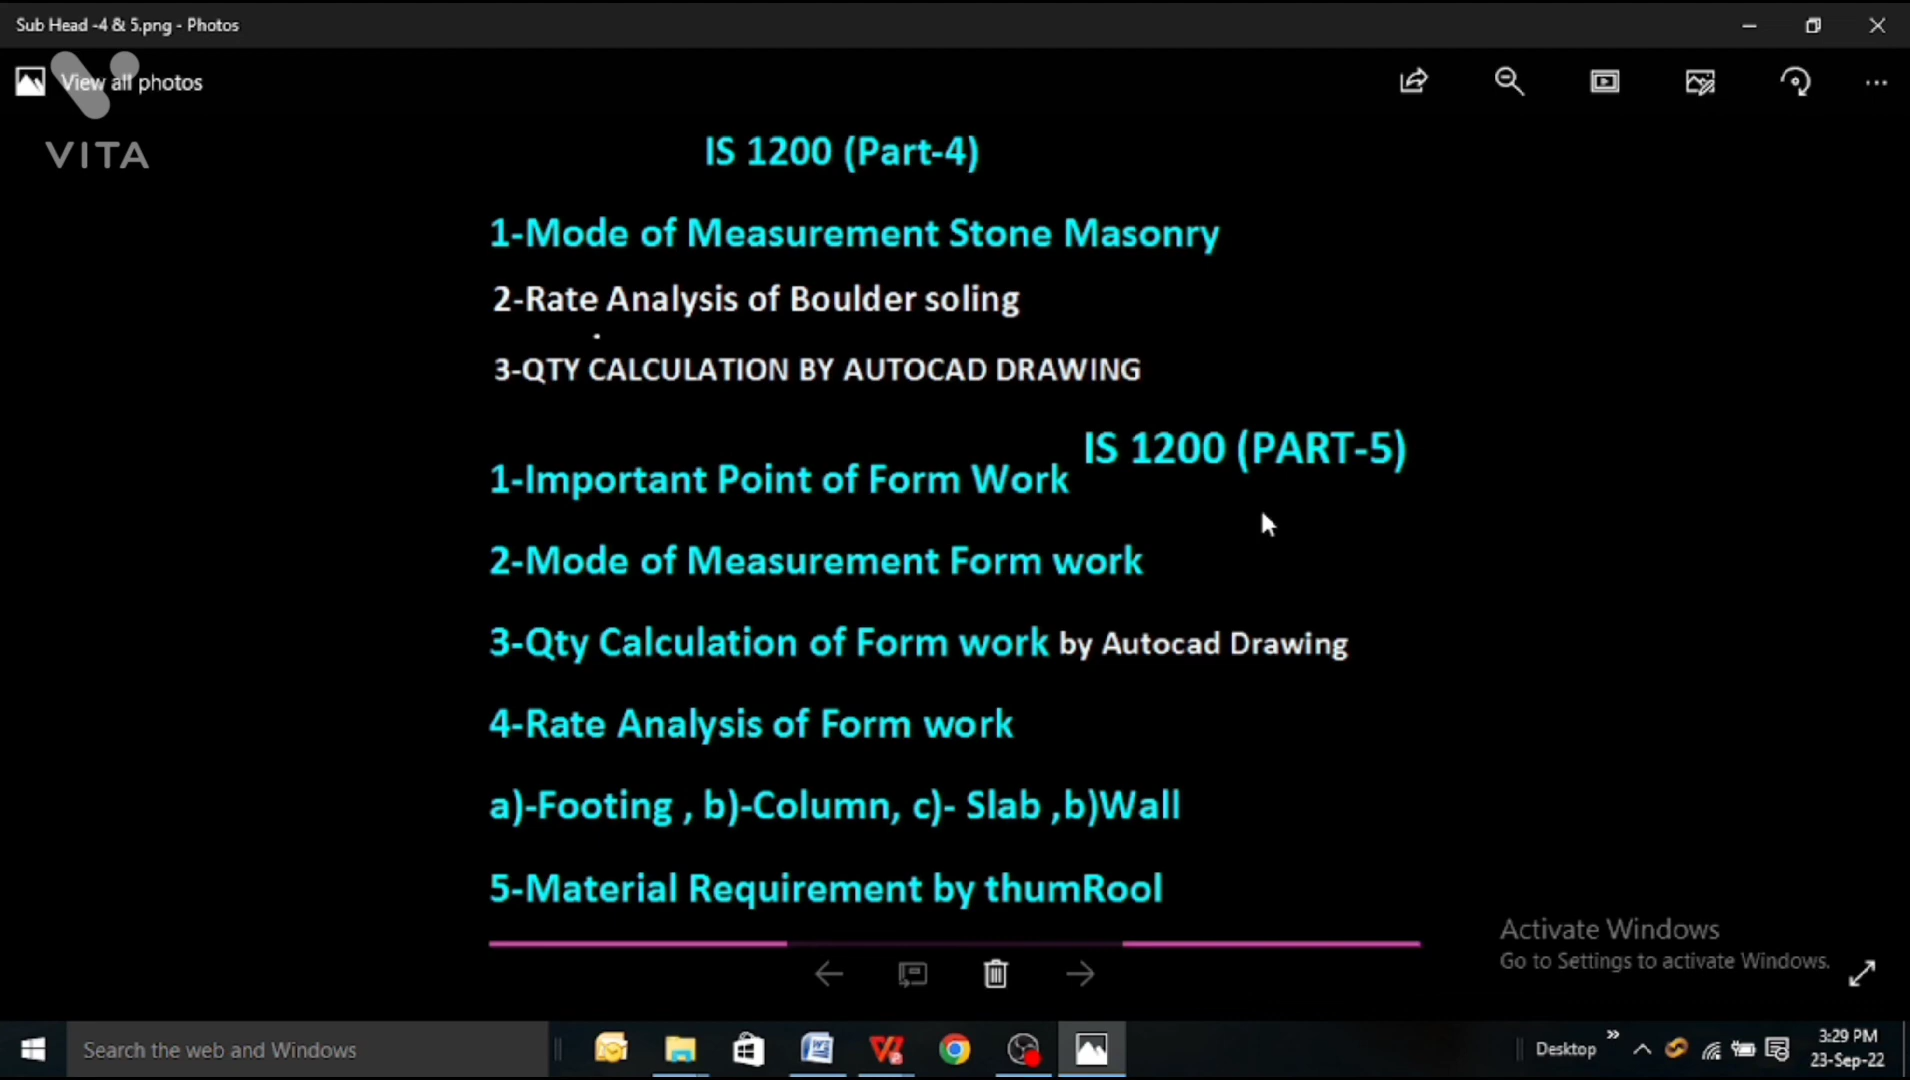 Sub Head -4 & 5.png - Photos
View all photos
VITA
IS 1200 (Part-4)
1-Mode of Measurement Stone Masonry
2-Rate Analysis of Boulder soling
3-QTY CALCULATION BY AUTOCAD DRAWING
IS 1200 (PART-5)
1-Important Point of Form Work
2-Mode of Measurement Form work
3-Qty Calculation of Form work by Autocad Drawing
4-Rate Analysis of Form work
a)-Footing , b)-Column, c)- Slab ,b)Wall
5-Material Requirement by thumRool
Activate Windows
Go to Settings to activate Windows.
Search the web and Windows
Desktop
3:29 PM
23-Sep-22